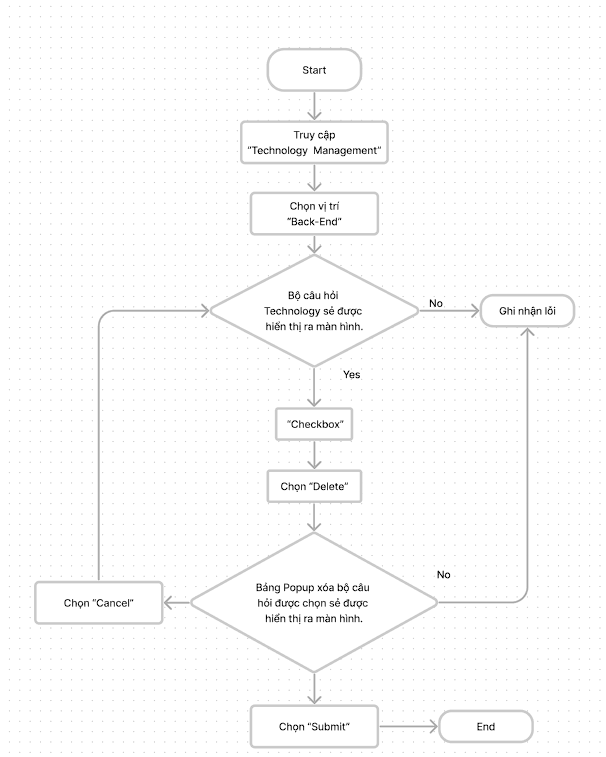 Start
Truy cập
“Technology Management”
Chọn vị trí
“Back-End”
Bộ câu hỏi
Technology sẽ được
hiển thị ra màn hình.
No
Ghi nhận lỗi
Yes
“Checkbox”
Chọn “Delete”
No
Bảng Popup xóa bộ câu
hỏi được chọn sẽ được
hiển thị ra màn hình.
Chọn “Cancel”
Chọn “Submit”
End